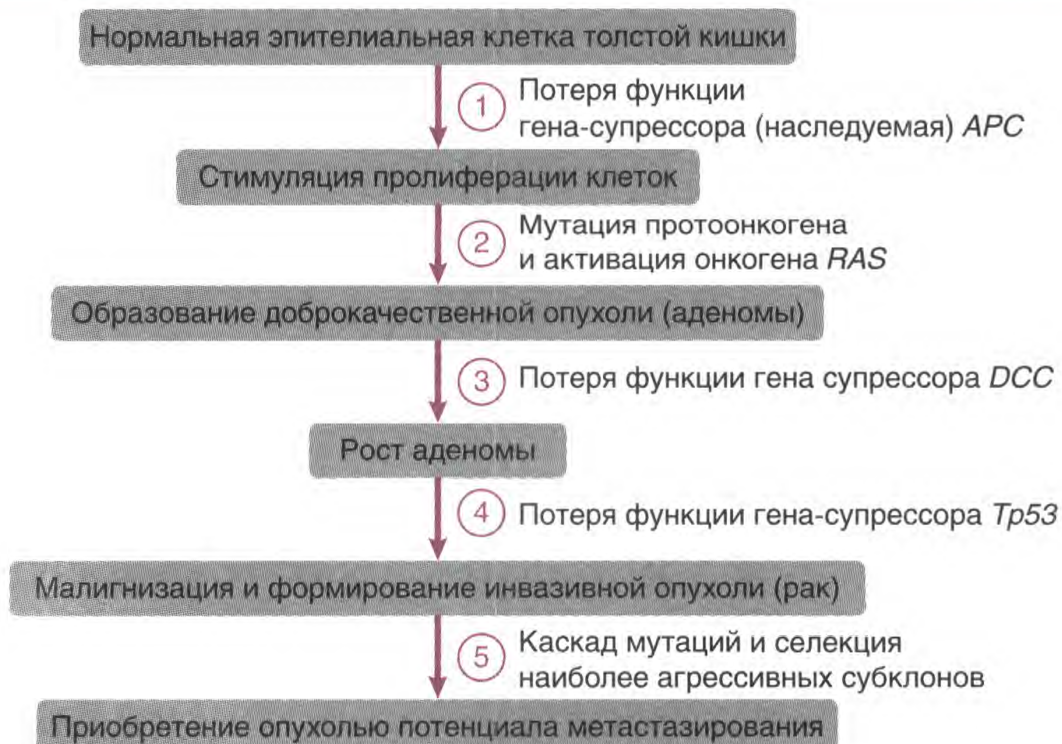 Нормальная эпителиальная клетка толстой кишки
1
Потеря функции
гена-супрессора (наследуемая) APC
Стимуляция пролиферации клеток
2
Мутация протоонкогена
и активация онкогена RAS
Образование доброкачественной опухоли (аденомы)
3
Потеря функции гена супрессора DCC
Рост аденомы
4
Потеря функции гена-супрессора Tp53
Малигнизация и формирование инвазивной опухоли (рак)
5
Каскад мутаций и селекция
наиболее агрессивных субклонов
Приобретение опухолью потенциала метастазирования